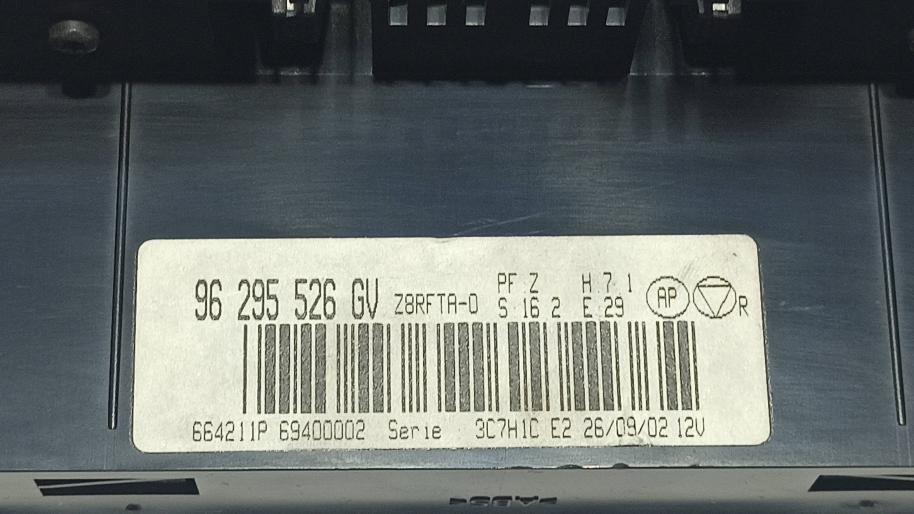 96 295 526 GV Z8RFTA-0 PF.Z H.7.1 AP
S.16.2 E.29 R
664211P 69400002 Serie 3C7H1C E2 26/09/02 12V
>ABS<